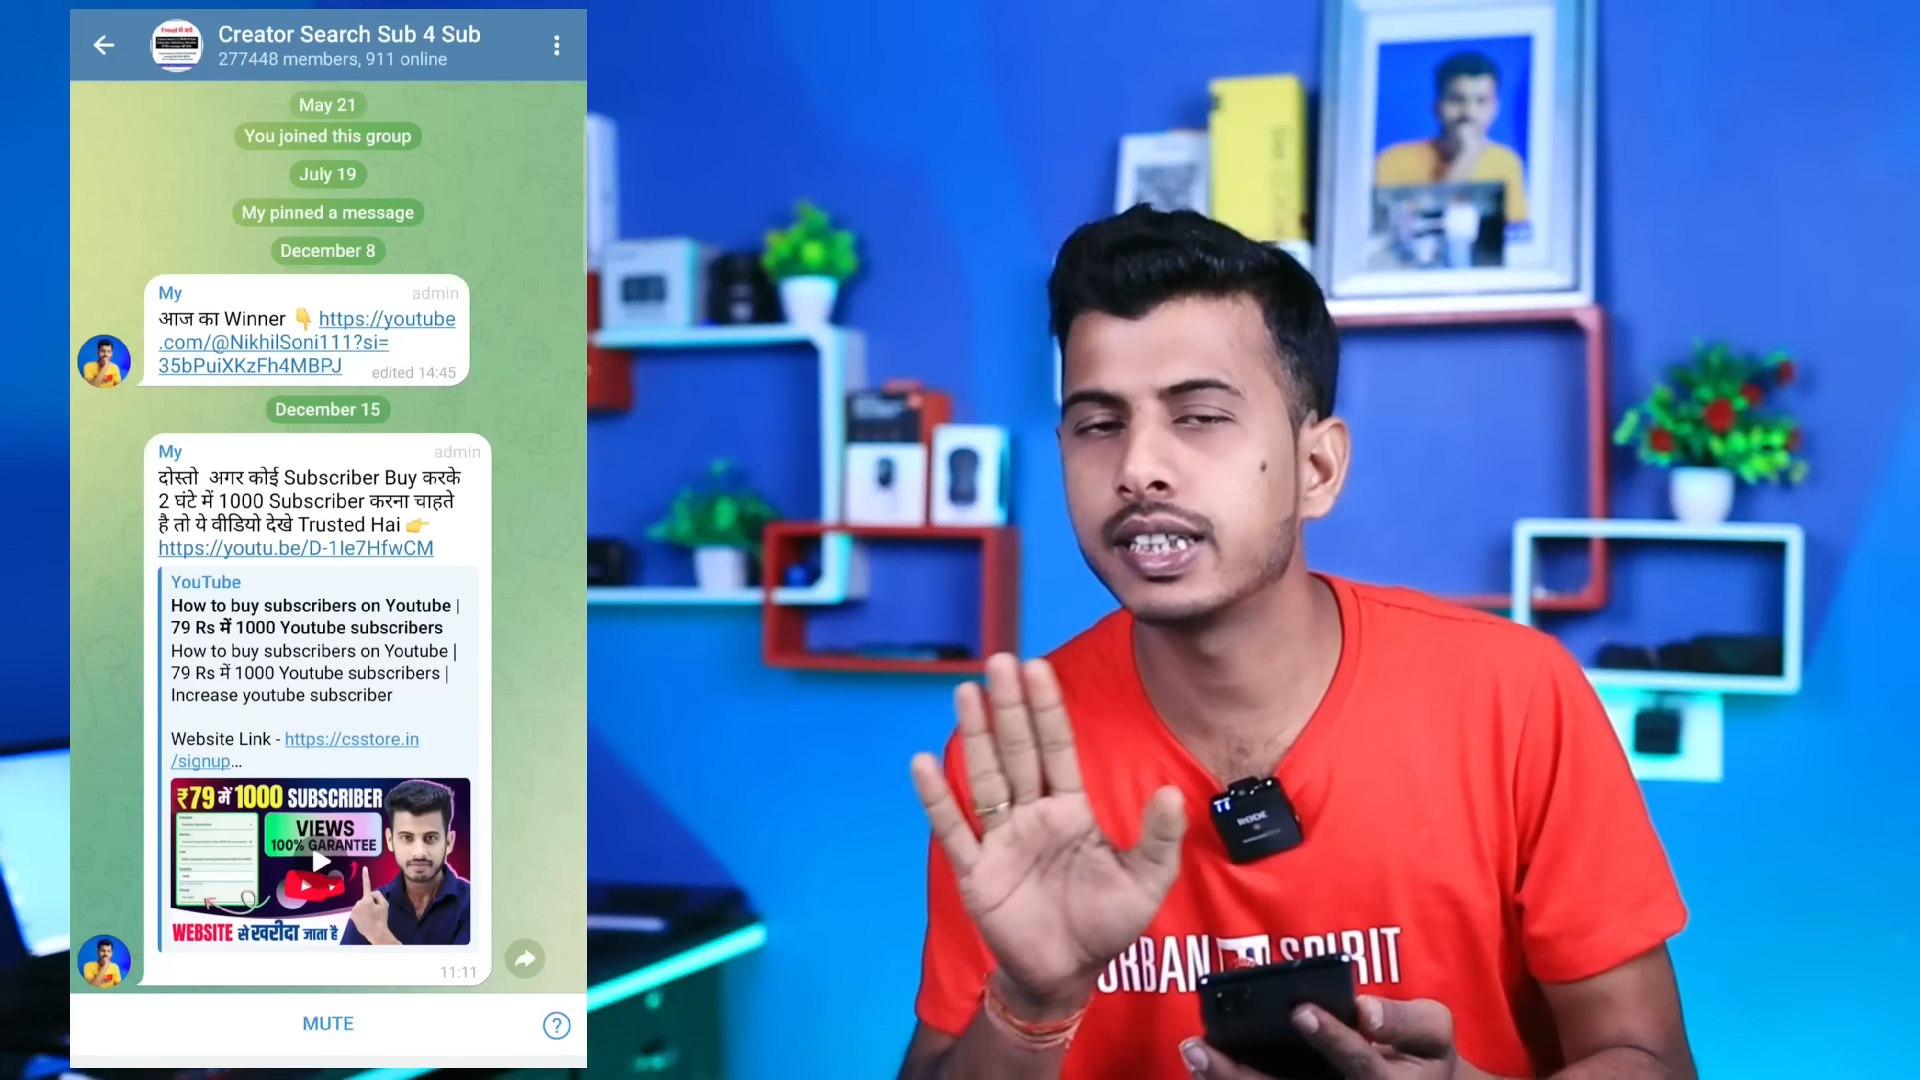 Creator Search Sub 4 Sub
277448 members, 911 online
May 21
You joined this group
July 19
My pinned a message
December 8
My admin
आज का Winner 👇 https://youtube
.com/@NikhilSoni111?si=
35bPuiXKzFh4MBPJ edited 14:45
December 15
My admin
दोस्तो अगर कोई Subscriber Buy करके
2 घंटे में 1000 Subscriber करना चाहते
है तो ये वीडियो देखे Trusted Hai 👉
https://youtu.be/D-1Ie7HfwCM
YouTube
How to buy subscribers on Youtube |
79 Rs में 1000 Youtube subscribers
How to buy subscribers on Youtube |
79 Rs में 1000 Youtube subscribers |
Increase youtube subscriber
Website Link - https://csstore.in
/signup...
₹79 में 1000 SUBSCRIBER
VIEWS
100% GARANTEE
WEBSITE से खरीदा जाता है
11:11
MUTE
RODE
URBAN SPIRIT